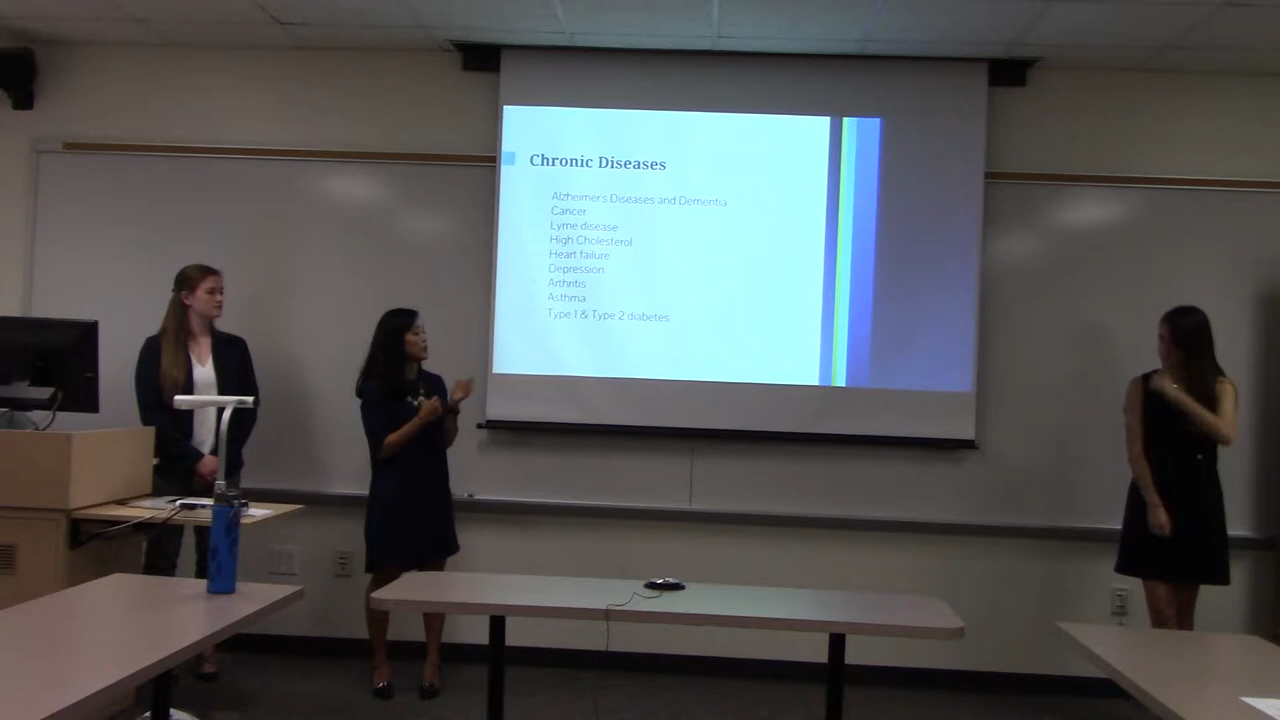 Chronic Diseases
Alzheimer's Diseases and Dementia
Cancer
Lyme disease
High Cholesterol
Heart failure
Depression
Arthritis
Asthma
Type 1 & Type 2 diabetes